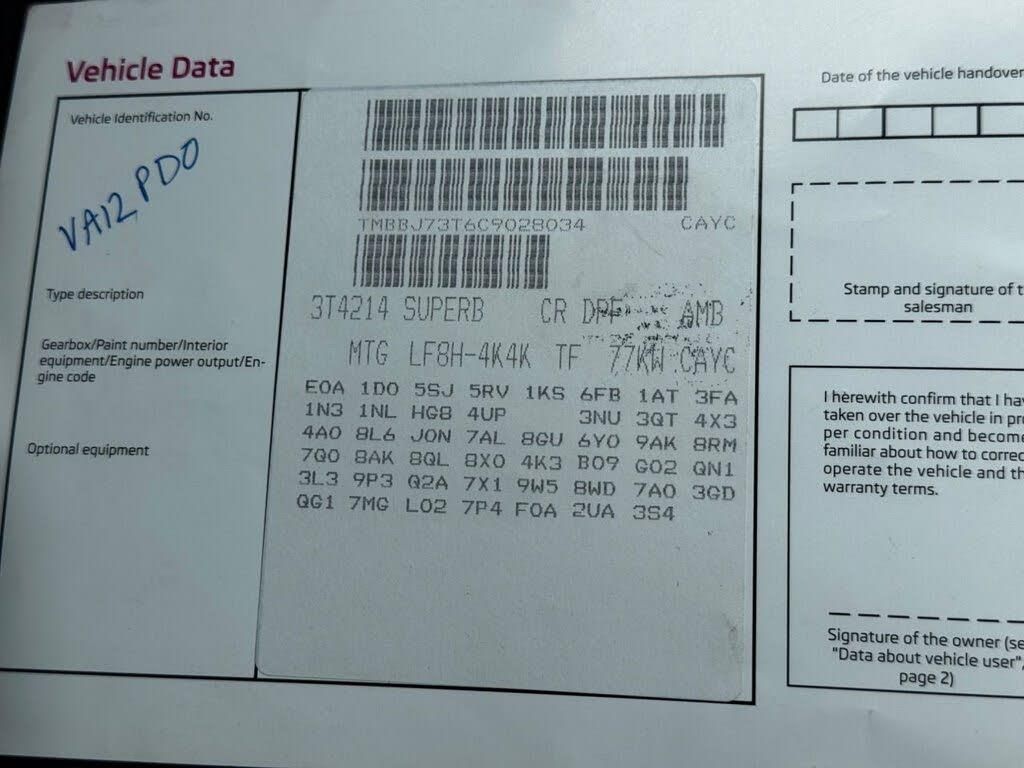 Vehicle Data
Vehicle Identification No.
VA12 PDO
Type description
Gearbox/Paint number/Interior
equipment/Engine power output/En-
gine code
Optional equipment
TMBBJ73T6C9028034 CAYC
3T4214 SUPERB CR DPF AMB
MTG LF8H-4K4K TF 77KW CAYC
E0A 1D0 5SJ 5RV 1KS 6FB 1AT 3FA
1N3 1NL HG8 4UP 3NU 3QT 4X3
4A0 8L6 J0N 7AL 8GU 6Y0 9AK 8RM
7Q0 8AK 8QL 8X0 4K3 B09 G02 QN1
3L3 9P3 Q2A 7X1 9W5 8WD 7A0 3GD
QG1 7MG L02 7P4 F0A 2UA 3S4
Date of the vehicle handover
Stamp and signature of t
salesman
I herewith confirm that I hav
taken over the vehicle in pro
per condition and become
familiar about how to correc
operate the vehicle and th
warranty terms.
Signature of the owner (se
"Data about vehicle user",
page 2)